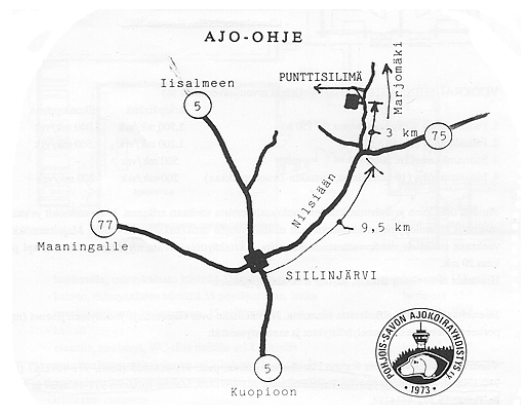 AJO-OHJE
Iisalmeen
5
PUNTTISILIMÄ
Marjomäki
3 km
75
Nilsiään
9,5 km
77
Maaningalle
SIILINJÄRVI
5
Kuopioon
POHJOIS-SAVON AJOKOIRAYHDISTYS R.Y.
• 1973 •